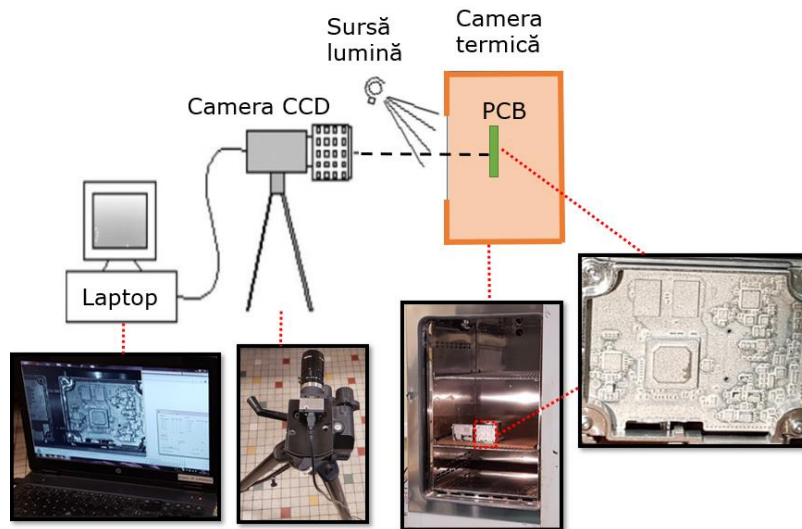 Sursă
lumină
Camera
termică
Camera CCD
PCB
Laptop